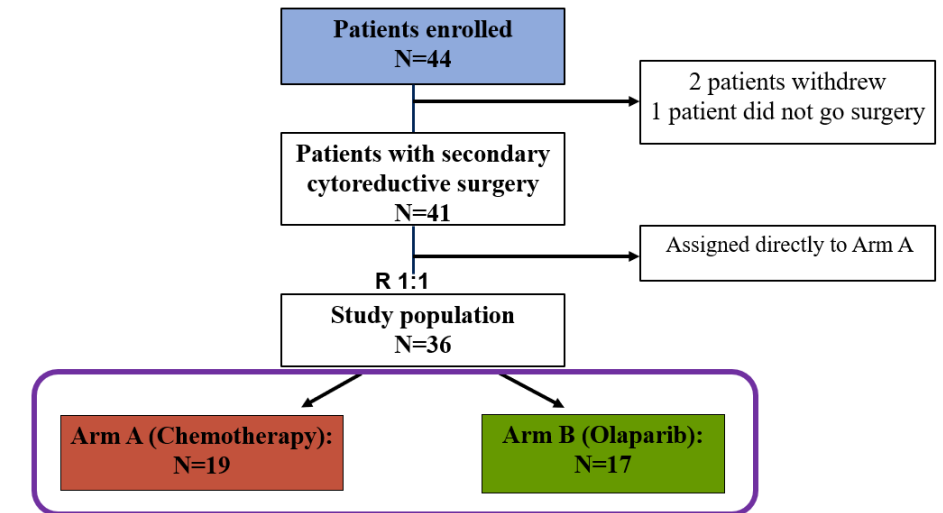 Patients enrolled
N=44
2 patients withdrew
1 patient did not go surgery
Patients with secondary
cytoreductive surgery
N=41
Assigned directly to Arm A
R 1:1
Study population
N=36
Arm A (Chemotherapy):
N=19
Arm B (Olaparib):
N=17